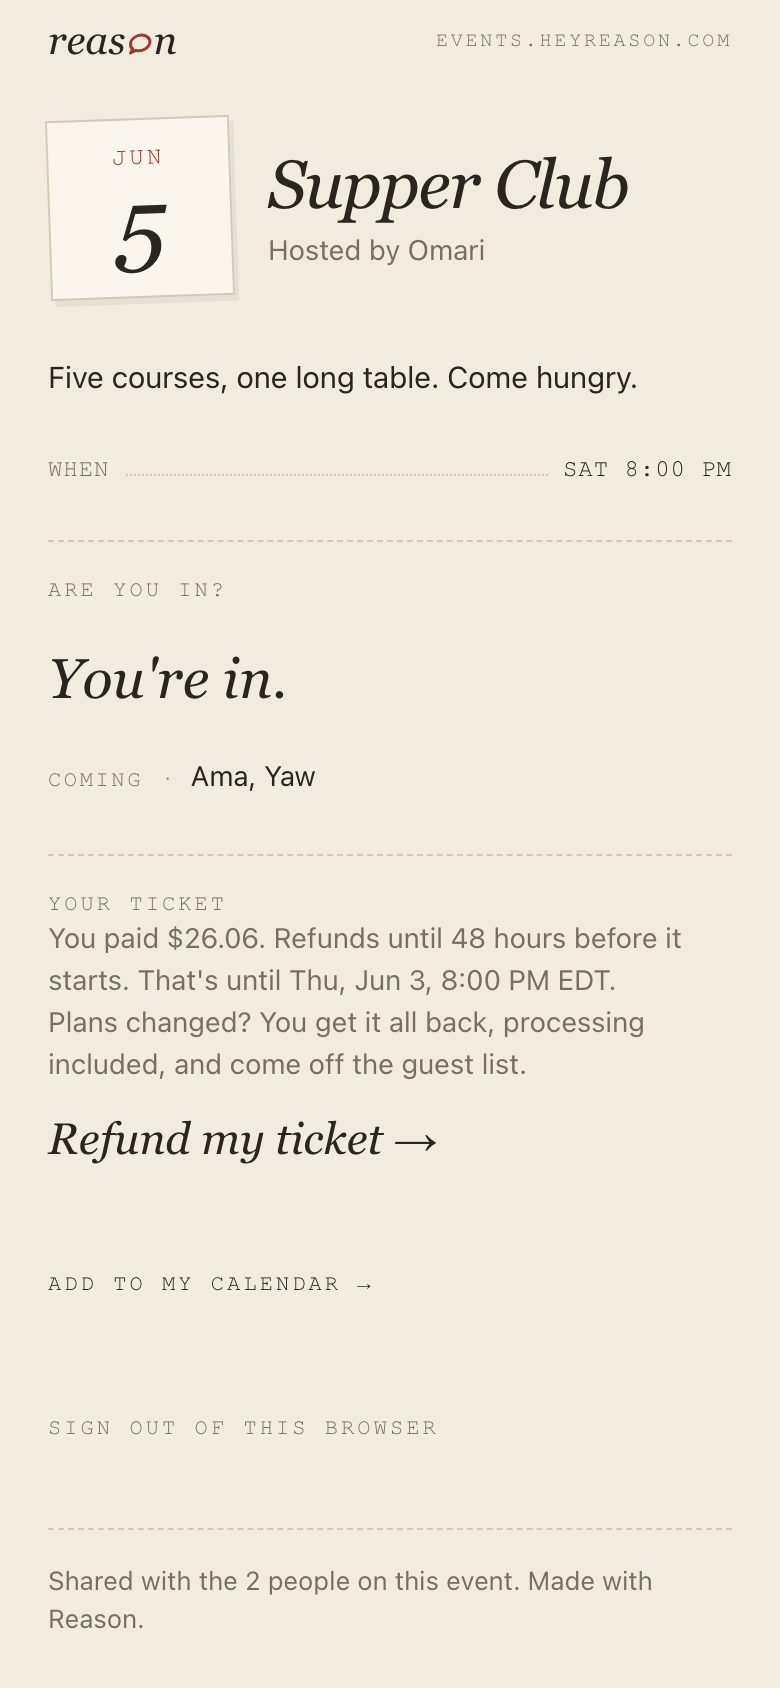 reason
EVENTS.HEYREASON.COM
JUN
5
Supper Club
Hosted by Omari
Five courses, one long table. Come hungry.
WHEN SAT 8:00 PM
ARE YOU IN?
You're in.
COMING · Ama, Yaw
YOUR TICKET
You paid $26.06. Refunds until 48 hours before it
starts. That's until Thu, Jun 3, 8:00 PM EDT.
Plans changed? You get it all back, processing
included, and come off the guest list.
Refund my ticket →
ADD TO MY CALENDAR →
SIGN OUT OF THIS BROWSER
Shared with the 2 people on this event. Made with
Reason.